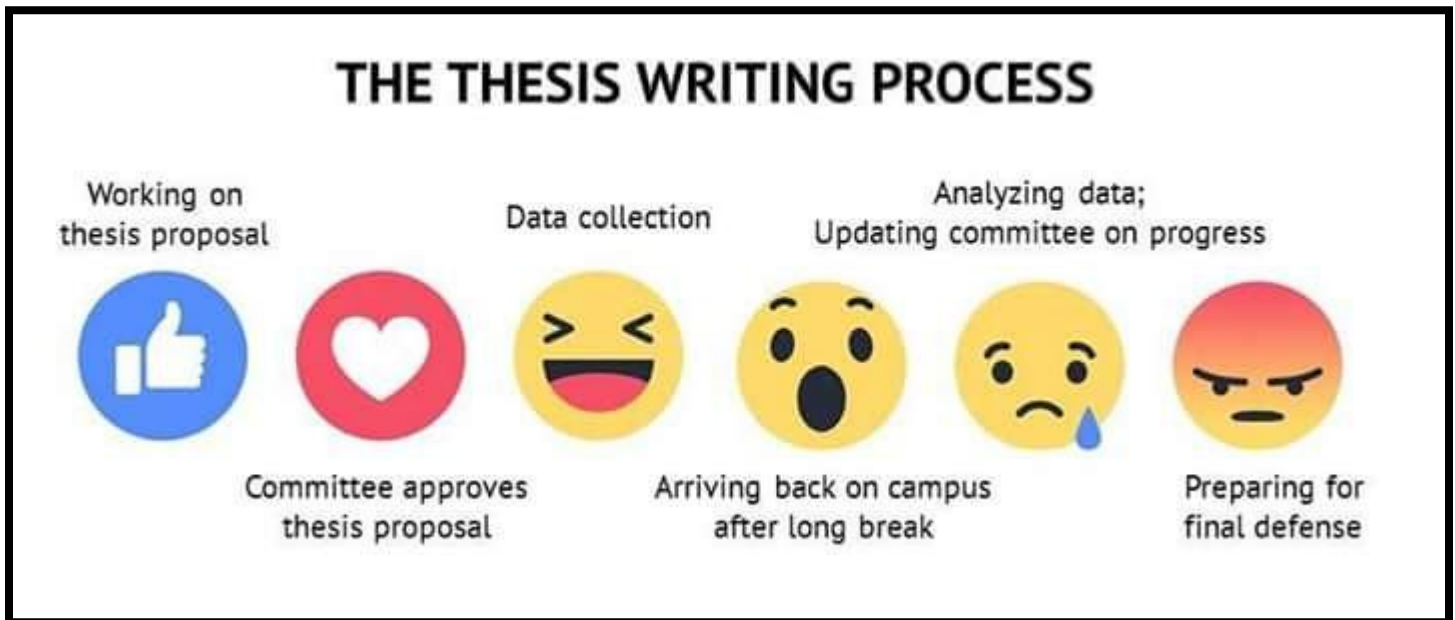 THE THESIS WRITING PROCESS
Working on
thesis proposal
Committee approves
thesis proposal
Data collection
Arriving back on campus
after long break
Analyzing data;
Updating committee on progress
Preparing for
final defense